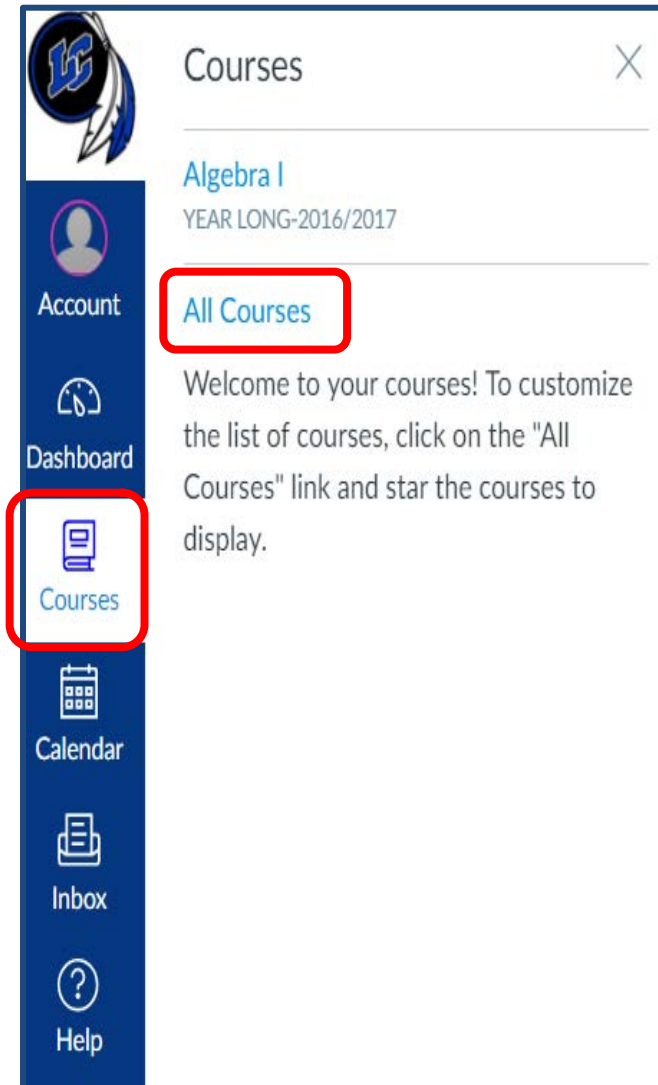 LC
Account
Dashboard
Courses
Calendar
Inbox
Help
Courses
Algebra I
YEAR LONG-2016/2017
All Courses
Welcome to your courses! To customize
the list of courses, click on the "All
Courses" link and star the courses to
display.